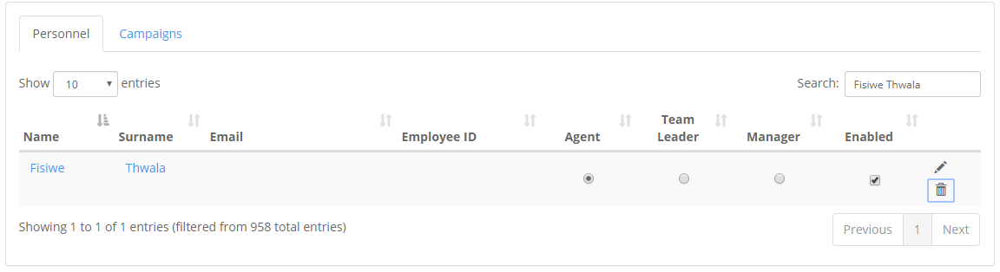 Personnel Campaigns
Show 10 entries Search: Fisiwe Thwala
Name Surname Email Employee ID Agent Team Leader Manager Enabled
Fisiwe Thwala
Showing 1 to 1 of 1 entries (filtered from 958 total entries) Previous 1 Next